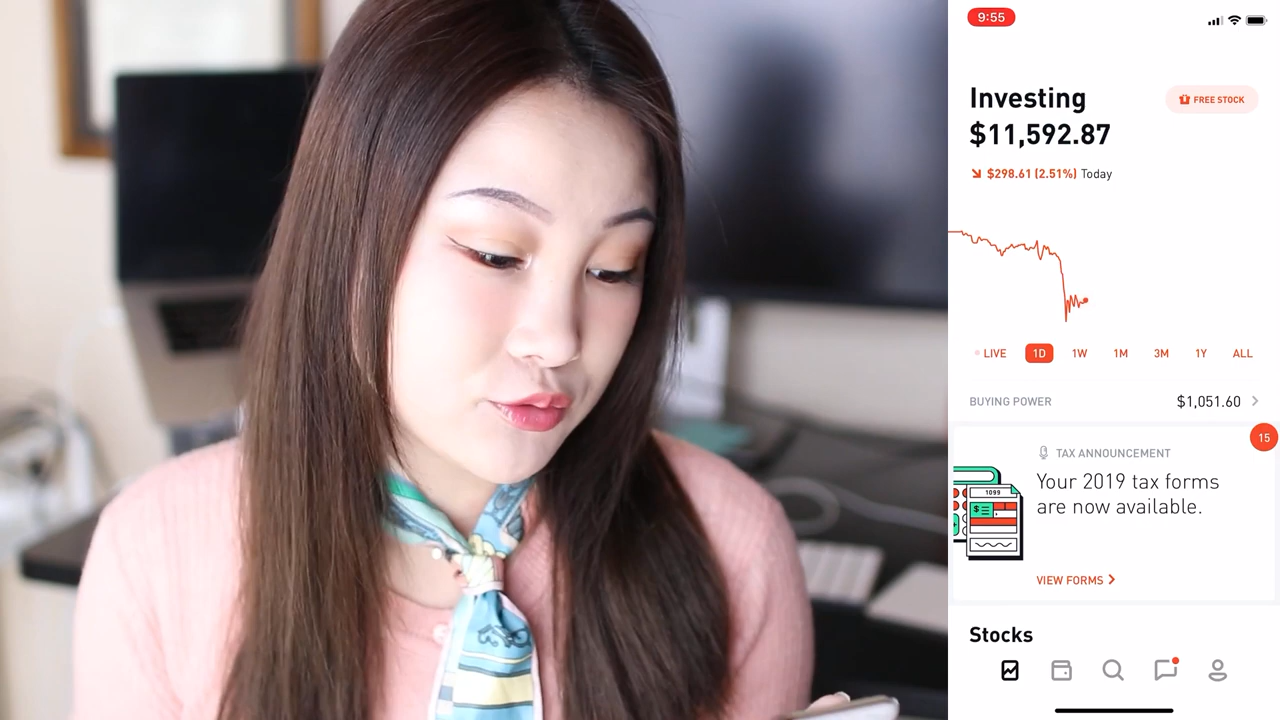 9:55
Investing
FREE STOCK
$11,592.87
$298.61 (2.51%) Today
LIVE 1D 1W 1M 3M 1Y ALL
BUYING POWER $1,051.60
15
TAX ANNOUNCEMENT
Your 2019 tax forms
are now available.
1099
$
VIEW FORMS
Stocks